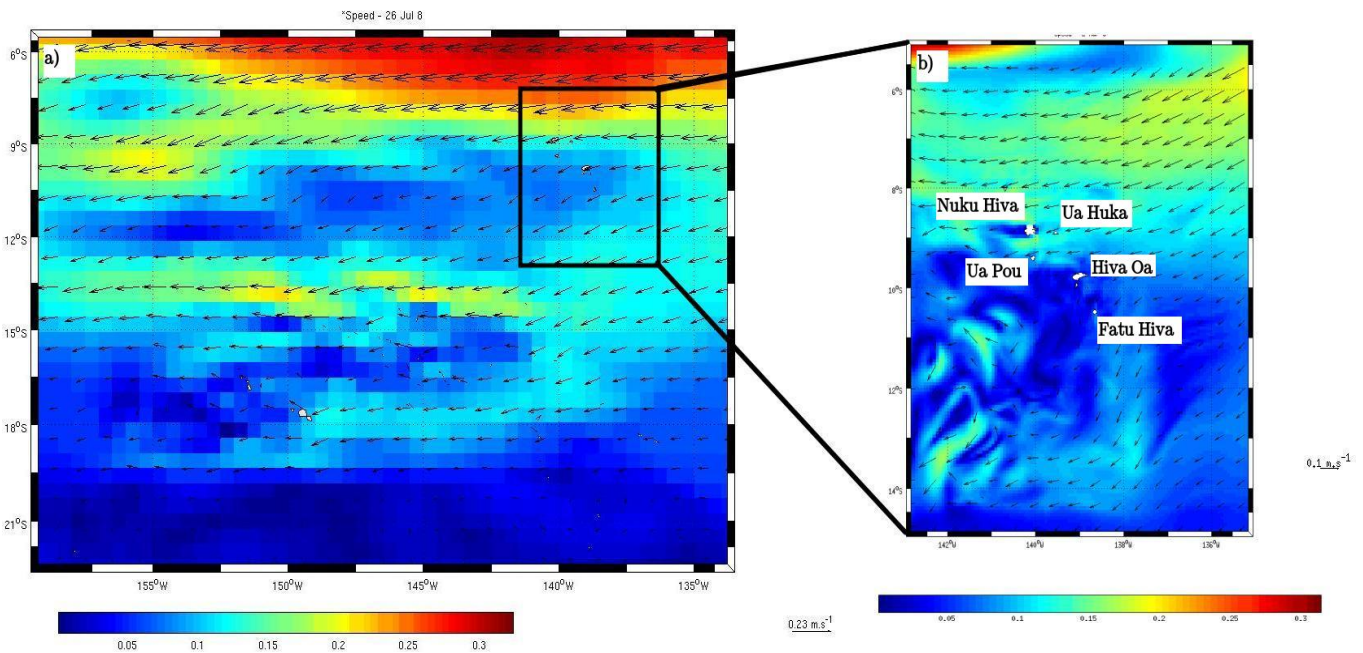 *Speed - 26 Jul 8
a)
6°S
9°S
12°S
15°S
18°S
21°S
155°W
150°W
145°W
140°W
135°W
0.05
0.1
0.15
0.2
0.25
0.3
0.23 m.s⁻¹
b)
6°S
8°S
10°S
12°S
14°S
Nuku Hiva
Ua Huka
Ua Pou
Hiva Oa
Fatu Hiva
142°W
140°W
138°W
136°W
0.1 m.s⁻¹
0.05
0.1
0.15
0.2
0.25
0.3